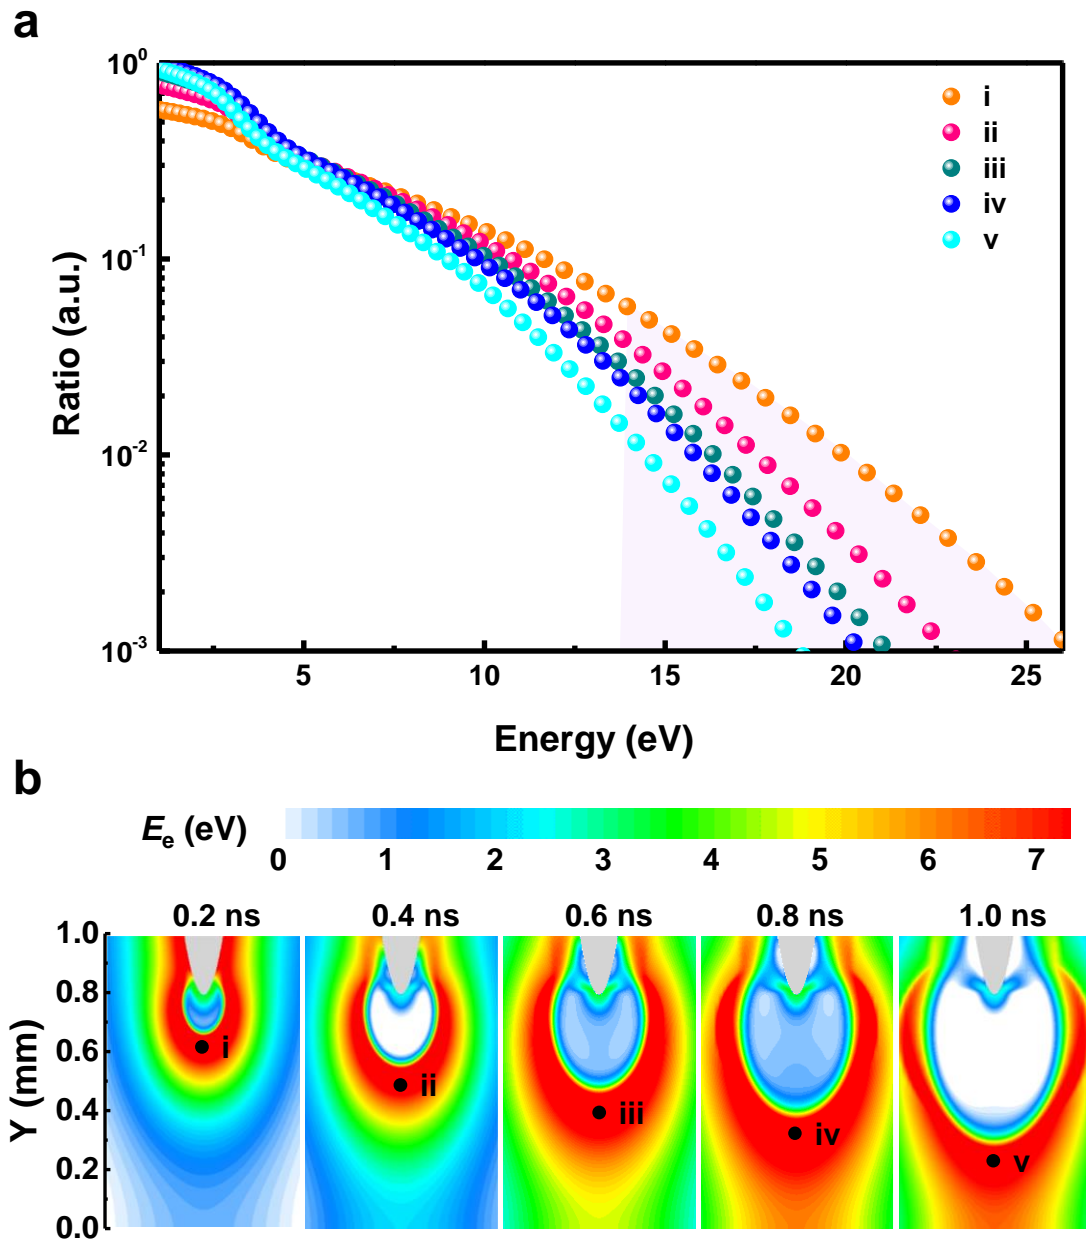 a
10^0
10^-1
10^-2
10^-3
Ratio (a.u.)
i
ii
iii
iv
v
5 10 15 20 25
Energy (eV)
b
E_e (eV)
0 1 2 3 4 5 6 7
0.2 ns 0.4 ns 0.6 ns 0.8 ns 1.0 ns
1.0
0.8
0.6
0.4
0.2
0.0
Y (mm)
i
ii
iii
iv
v